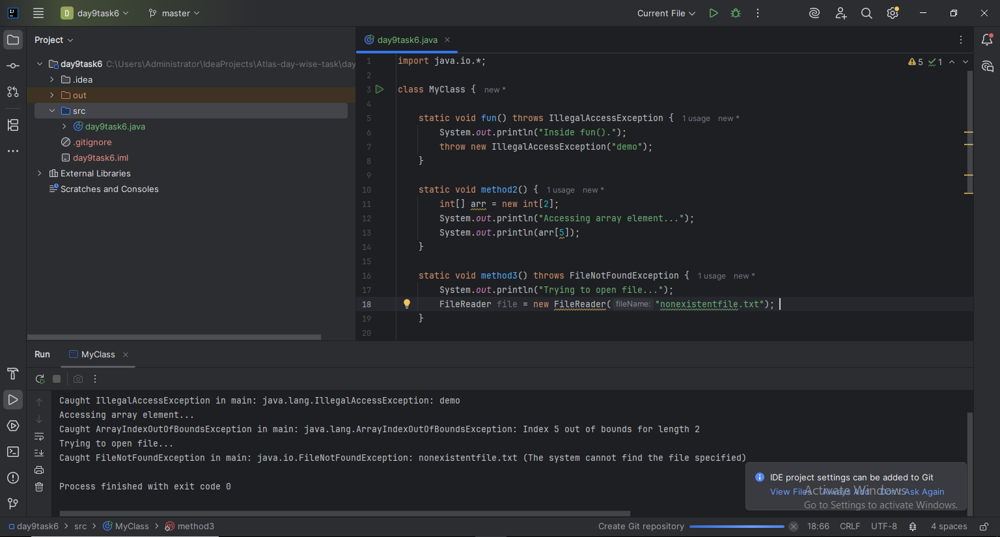 D day9task6 master Current File
Project
day9task6.java
day9task6 C:\Users\Administrator\IdeaProjects\Atlas-day-wise-task\day
.idea
out
src
day9task6.java
.gitignore
day9task6.iml
External Libraries
Scratches and Consoles
5 1
1 import java.io.*;
2
3 class MyClass { new *
4
5 static void fun() throws IllegalAccessException { 1 usage new *
6 System.out.println("Inside fun().");
7 throw new IllegalAccessException("demo");
8 }
9
10 static void method2() { 1 usage new *
11 int[] arr = new int[2];
12 System.out.println("Accessing array element...");
13 System.out.println(arr[5]);
14 }
15
16 static void method3() throws FileNotFoundException { 1 usage new *
17 System.out.println("Trying to open file...");
18 FileReader file = new FileReader( fileName: "nonexistentfile.txt");
19 }
20
Run MyClass
Caught IllegalAccessException in main: java.lang.IllegalAccessException: demo
Accessing array element...
Caught ArrayIndexOutOfBoundsException in main: java.lang.ArrayIndexOutOfBoundsException: Index 5 out of bounds for length 2
Trying to open file...
Caught FileNotFoundException in main: java.io.FileNotFoundException: nonexistentfile.txt (The system cannot find the file specified)
Process finished with exit code 0
IDE project settings can be added to Git
View Files Always Add Don't Ask Again
Activate Windows
Go to Settings to activate Windows.
day9task6 > src > MyClass > method3
Create Git repository 18:66 CRLF UTF-8 4 spaces